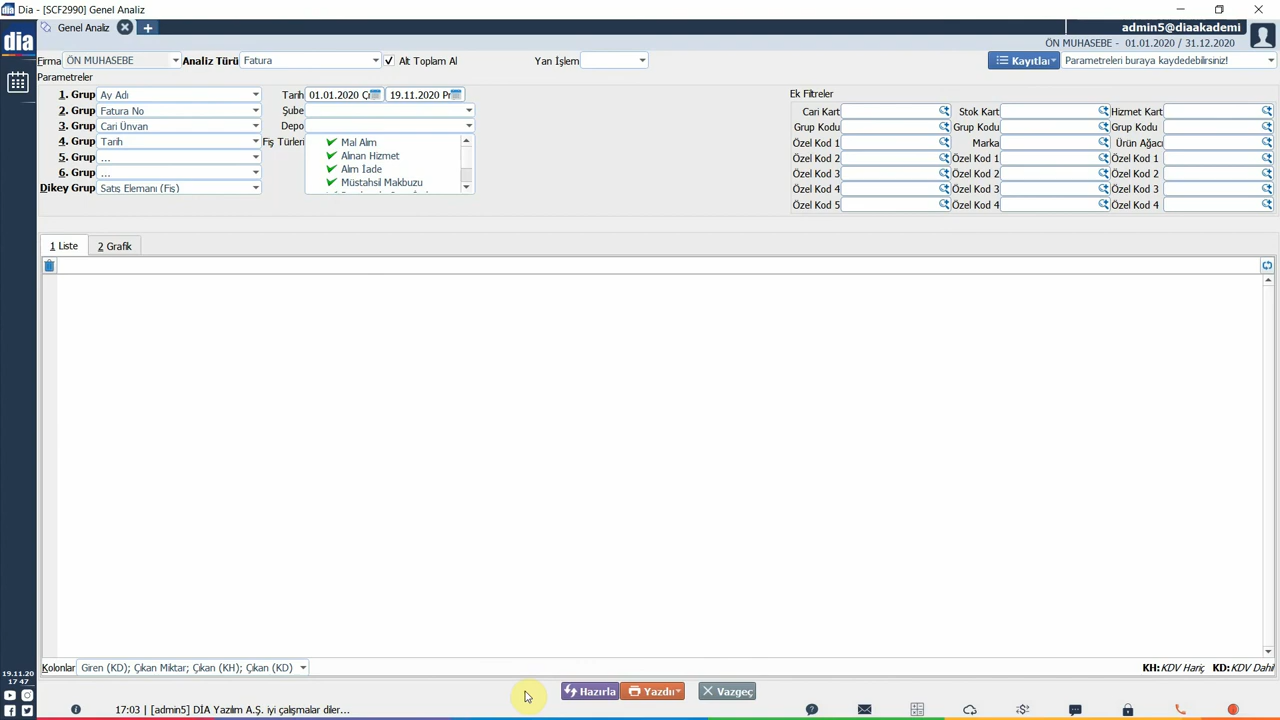 Dia - [SCF2990] Genel Analiz
dia
Genel Analiz
admin5@diaakademi
ÖN MUHASEBE - 01.01.2020 / 31.12.2020
Firma ÖN MUHASEBE Analiz Türü Fatura Alt Toplam Al Yan İşlem Kayıtlar Parametreleri buraya kaydedebilirsiniz!
Parametreler
1. Grup Ay Adı
2. Grup Fatura No
3. Grup Cari Ünvan
4. Grup Tarih
5. Grup ...
6. Grup ...
Dikey Grup Satış Elemanı (Fiş)
Tarih 01.01.2020 19.11.2020
Şube
Depo
Fiş Türleri
Mal Alım
Alınan Hizmet
Alım İade
Müstahsil Makbuzu
Ek Filtreler
Cari Kart Stok Kart Hizmet Kart
Grup Kodu Grup Kodu Grup Kodu
Özel Kod 1 Marka Ürün Ağacı
Özel Kod 2 Özel Kod 1 Özel Kod 1
Özel Kod 3 Özel Kod 2 Özel Kod 2
Özel Kod 4 Özel Kod 3 Özel Kod 3
Özel Kod 5 Özel Kod 4 Özel Kod 4
1 Liste 2 Grafik
Kolonlar Giren (KD); Çıkan Miktar; Çıkan (KH); Çıkan (KD)
KH: KDV Hariç KD: KDV Dahil
Hazırla Yazdır Vazgeç
19.11.20
17:47
17:03 | [admin5] DİA Yazılım A.Ş. iyi çalışmalar diler...